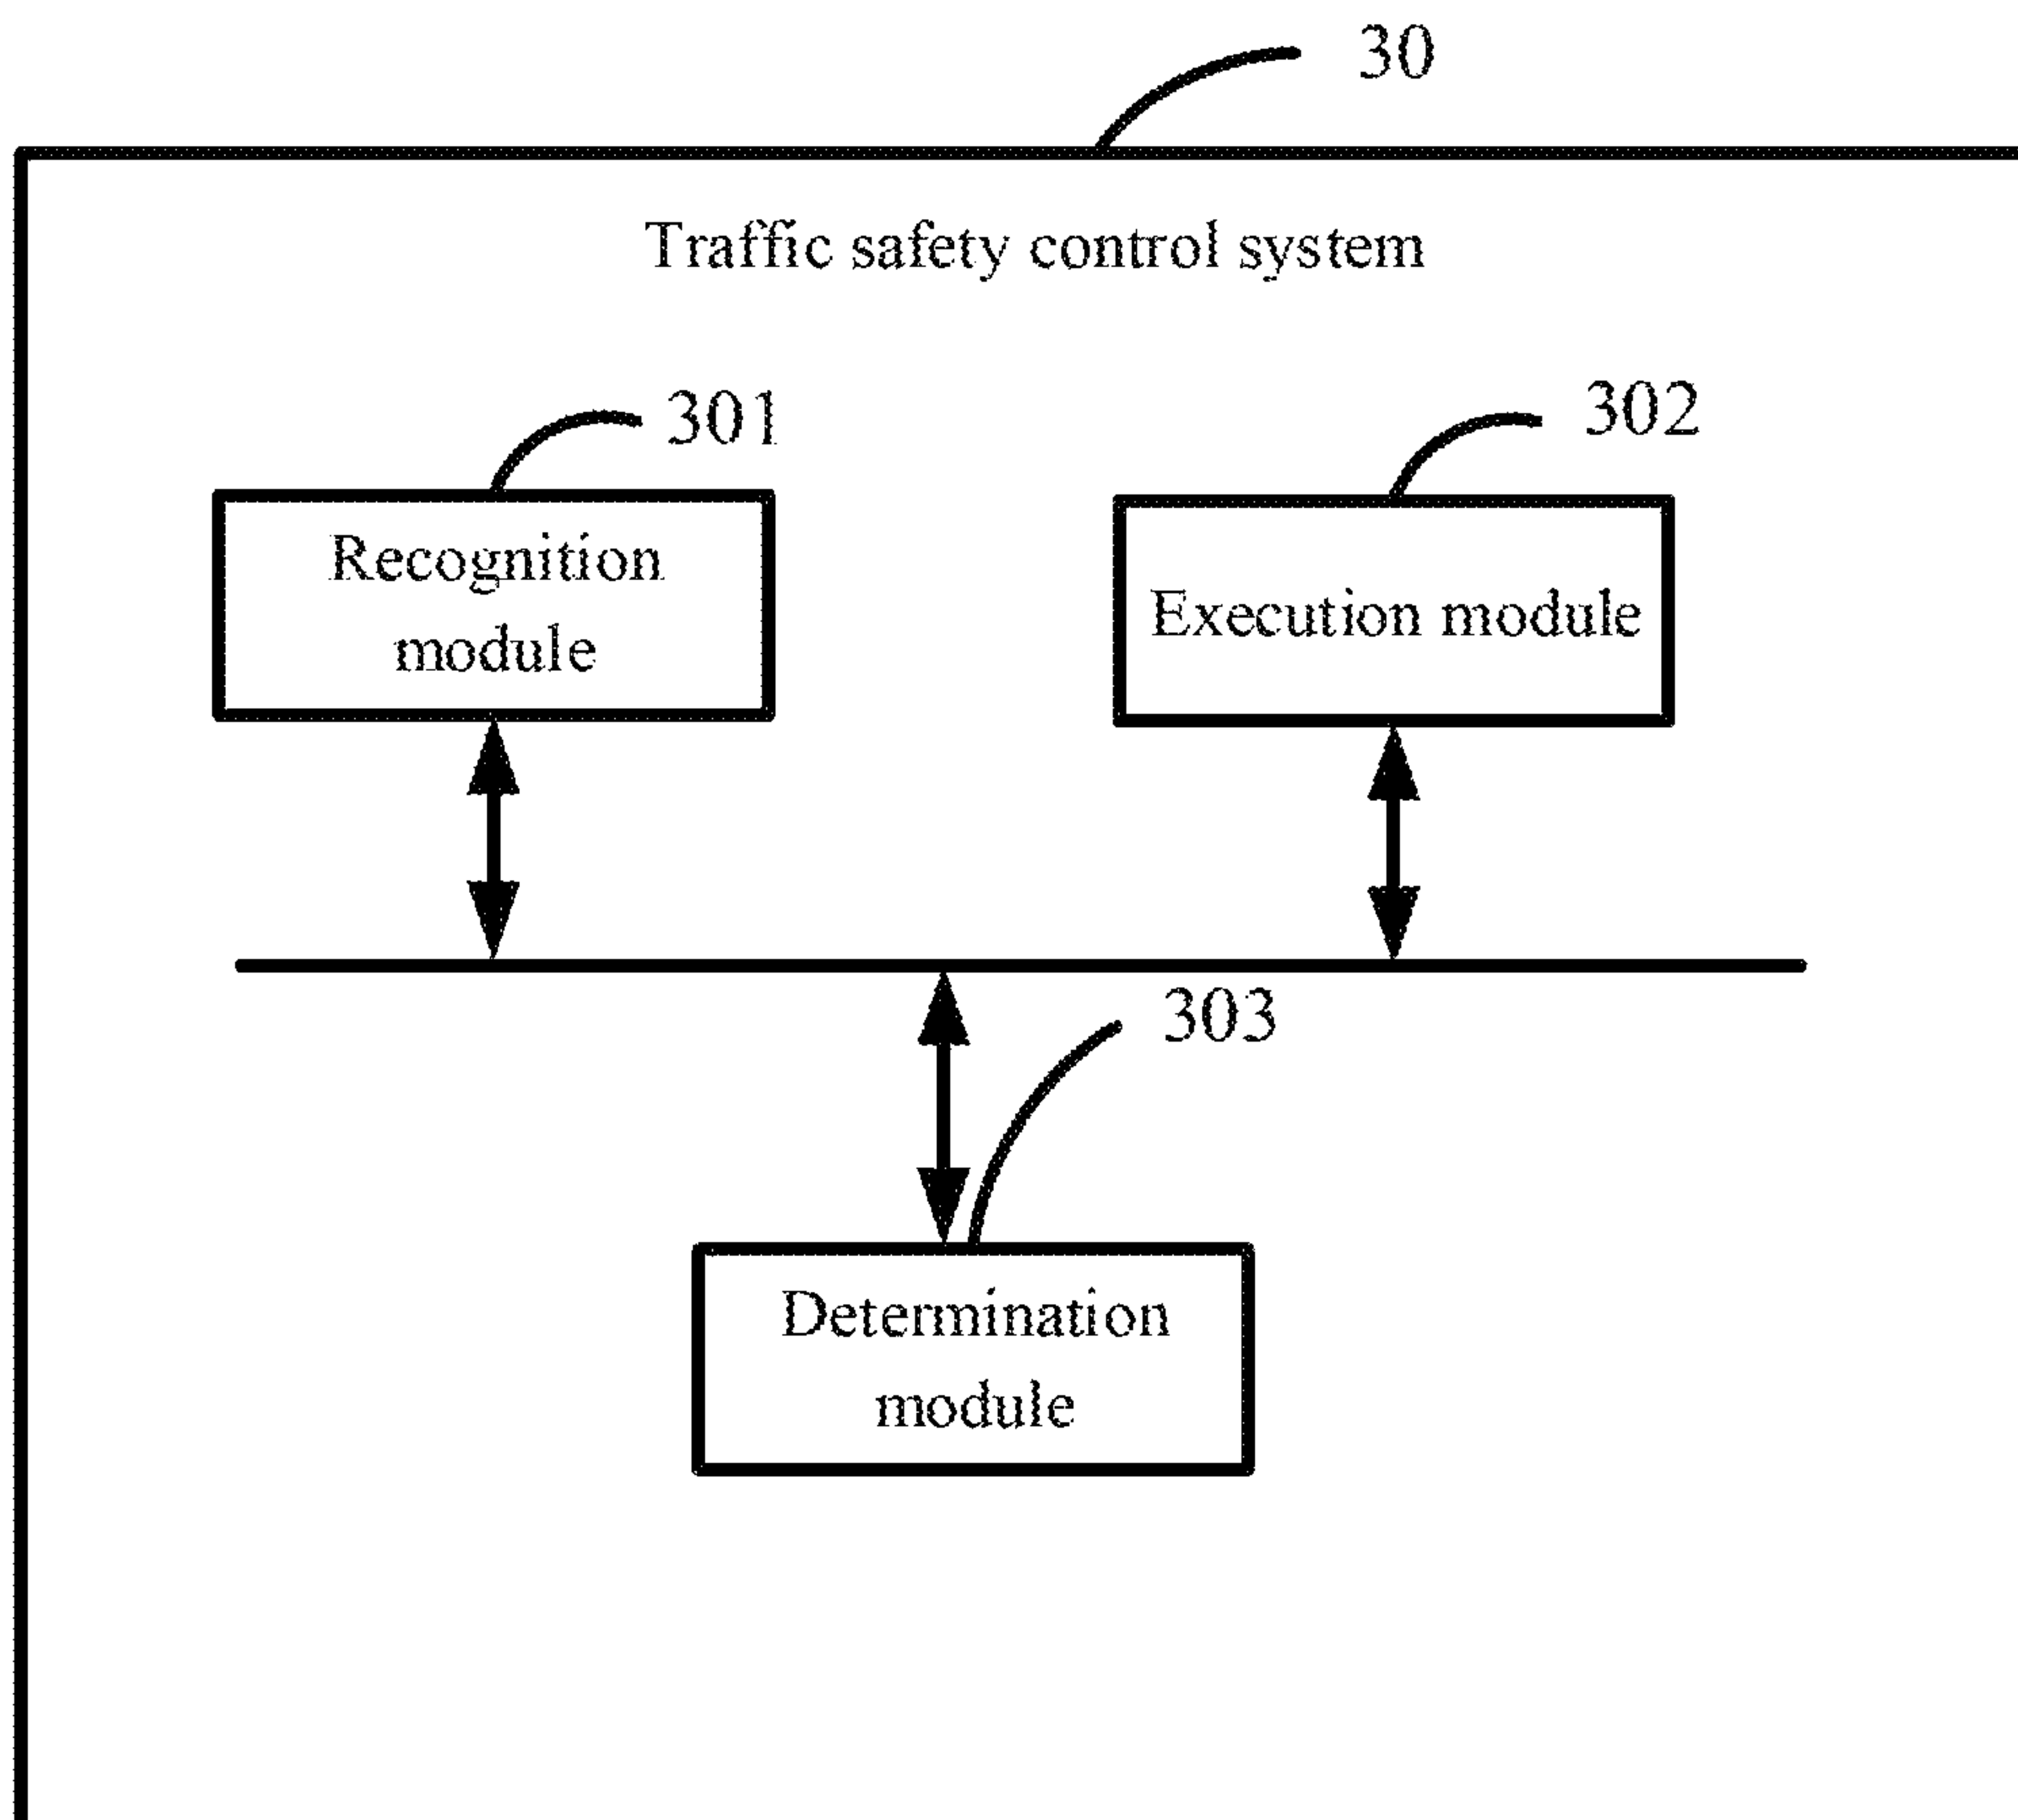 30
Traffic safety control system
301
302
Recognition
module
Execution module
303
Determination
module